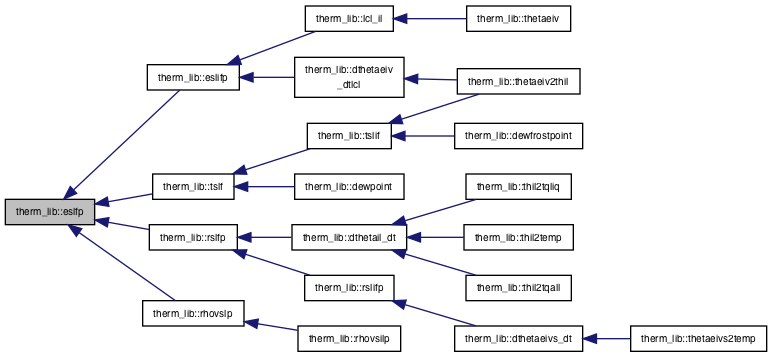 therm_lib::lcl_il
therm_lib::thetaeiv
therm_lib::eslifp
therm_lib::dthetaeiv
_dtlcl
therm_lib::thetaeiv2thil
therm_lib::tslif
therm_lib::dewfrostpoint
therm_lib::tslf
therm_lib::dewpoint
therm_lib::thil2tqliq
therm_lib::eslfp
therm_lib::rslfp
therm_lib::dthetail_dt
therm_lib::thil2temp
therm_lib::rslifp
therm_lib::thil2tqall
therm_lib::rhovslp
therm_lib::rhovsilp
therm_lib::dthetaeivs_dt
therm_lib::thetaeivs2temp